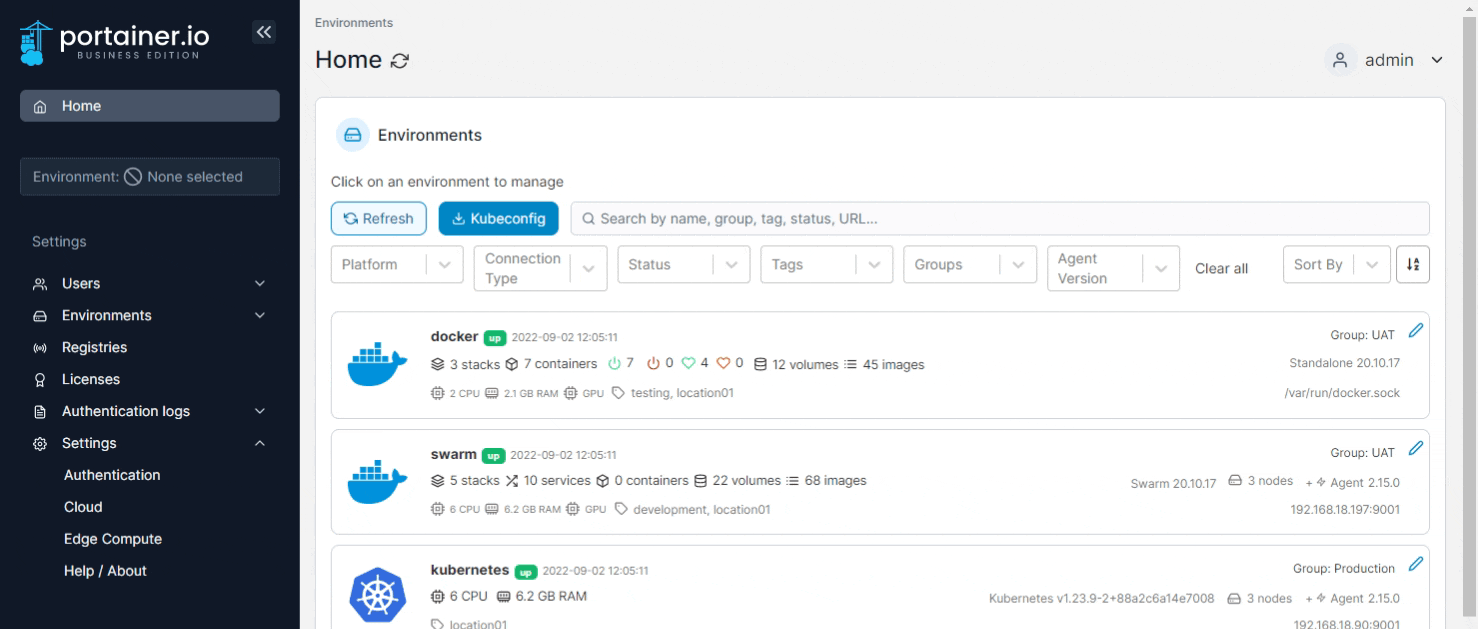 portainer.io
BUSINESS EDITION
Home
Environment: None selected
Settings
Users
Environments
Registries
Licenses
Authentication logs
Settings
Authentication
Cloud
Edge Compute
Help / About
Environments
Home
admin
Environments
Click on an environment to manage
Refresh
Kubeconfig
Search by name, group, tag, status, URL...
Platform
Connection
Type
Status
Tags
Groups
Agent
Version
Clear all
Sort By
docker up 2022-09-02 12:05:11
Group: UAT
3 stacks 7 containers 7 0 4 0 12 volumes 45 images
Standalone 20.10.17
2 CPU 2.1 GB RAM GPU testing, location01
/var/run/docker.sock
swarm up 2022-09-02 12:05:11
Group: UAT
5 stacks 10 services 0 containers 22 volumes 68 images
Swarm 20.10.17 3 nodes + Agent 2.15.0
6 CPU 6.2 GB RAM GPU development, location01
192.168.18.197:9001
kubernetes up 2022-09-02 12:05:11
Group: Production
6 CPU 6.2 GB RAM
Kubernetes v1.23.9-2+88a2c6a14e7008 3 nodes + Agent 2.15.0
location01
192.168.18.90:9001